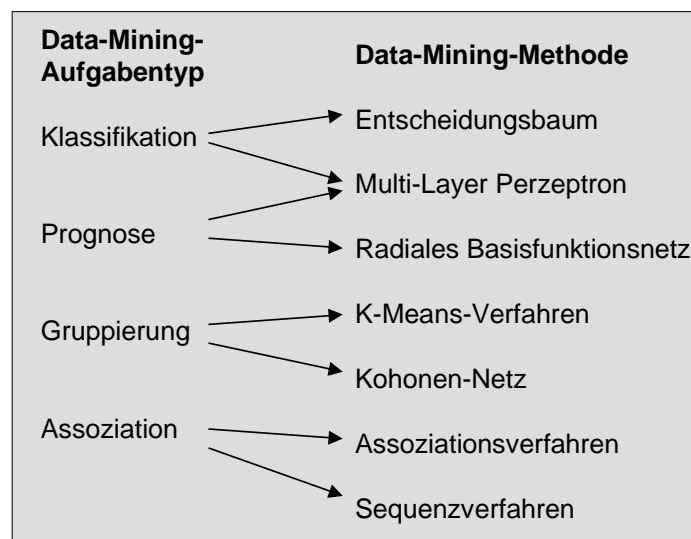 Data-Mining-
Aufgabentyp
Data-Mining-Methode
Klassifikation
Entscheidungsbaum
Multi-Layer Perzeptron
Prognose
Radiales Basisfunktionsnetz
Gruppierung
K-Means-Verfahren
Kohonen-Netz
Assoziation
Assoziationsverfahren
Sequenzverfahren